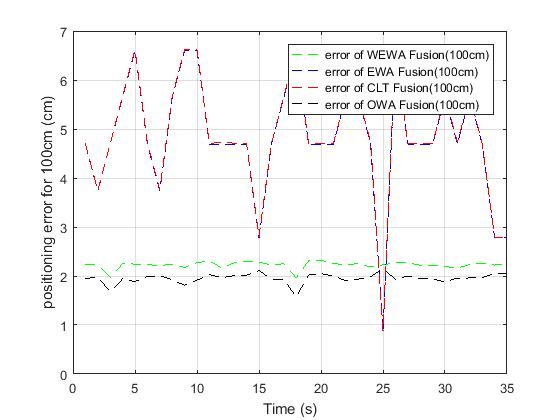 7
6
5
4
3
2
1
0
positioning error for 100cm (cm)
error of WEWA Fusion(100cm)
error of EWA Fusion(100cm)
error of CLT Fusion(100cm)
error of OWA Fusion(100cm)
0 5 10 15 20 25 30 35
Time (s)